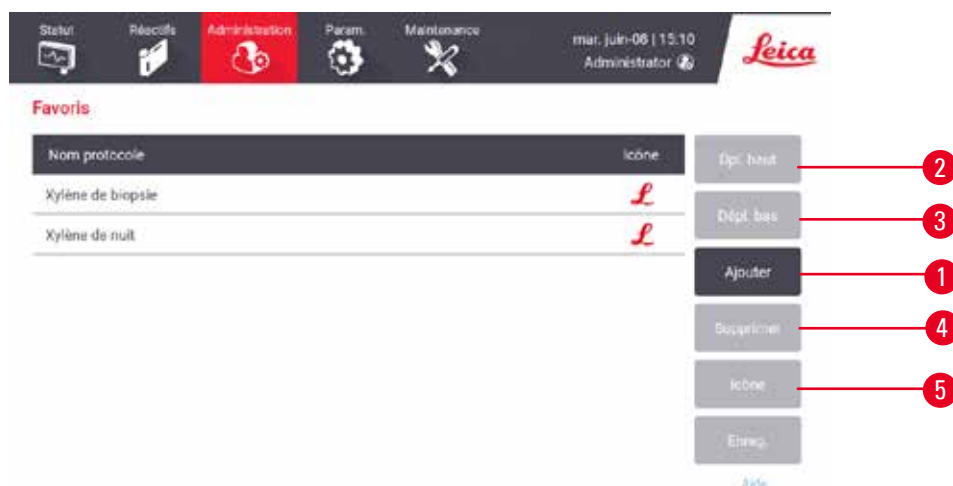 Statut Réactifs Administration Param. Maintenance
mar. juin-06 | 15:10
Administrator
Leica
Favoris
Nom protocole Icône
Xylène de biopsie L
Xylène de nuit L
Dpl. haut 2
Dépl. bas 3
Ajouter 1
Supprimer 4
Icône 5
Enreg.
Aide